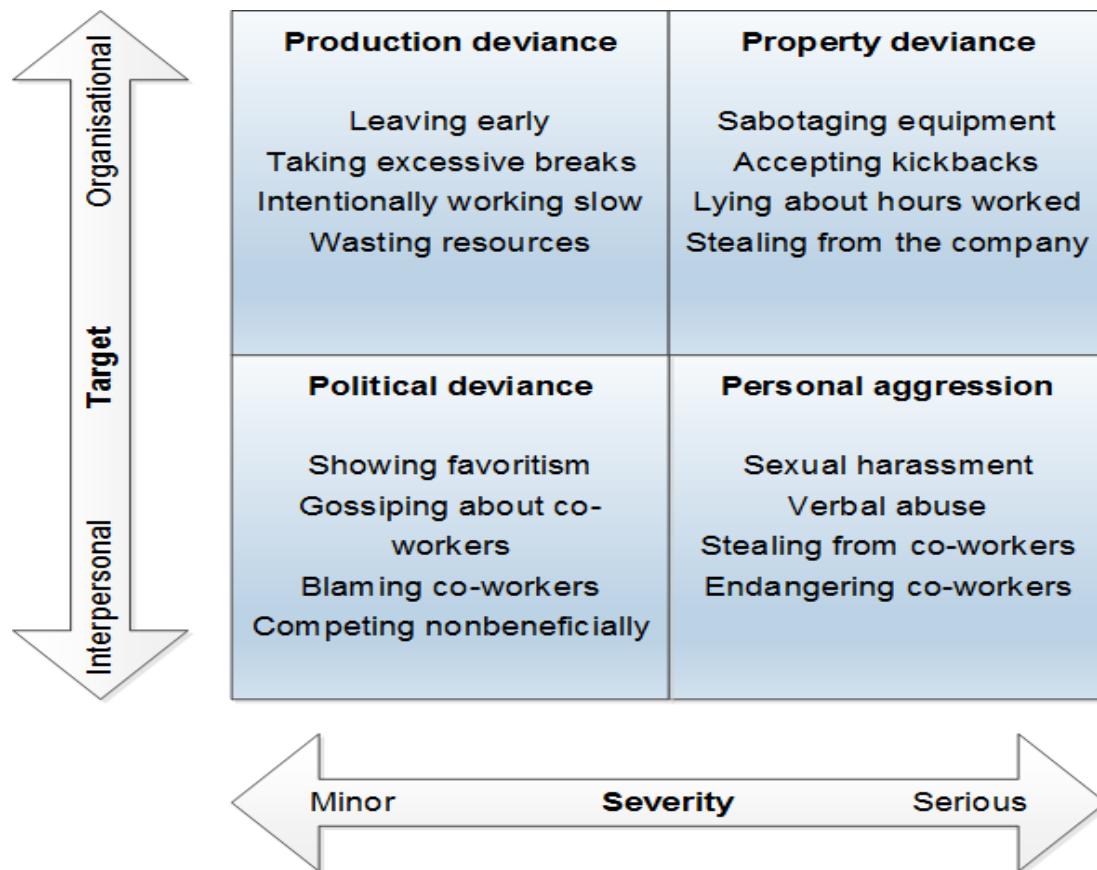 Organisational
Target
Interpersonal
Production deviance
Leaving early
Taking excessive breaks
Intentionally working slow
Wasting resources
Property deviance
Sabotaging equipment
Accepting kickbacks
Lying about hours worked
Stealing from the company
Political deviance
Showing favoritism
Gossiping about co-
workers
Blaming co-workers
Competing nonbeneficially
Personal aggression
Sexual harassment
Verbal abuse
Stealing from co-workers
Endangering co-workers
Minor Severity Serious